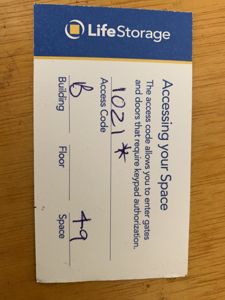 LifeStorage
Accessing your Space
The access code allows you to enter gates
and doors that require keypad authorization.
1021*
Access Code
B 49
Building Floor Space